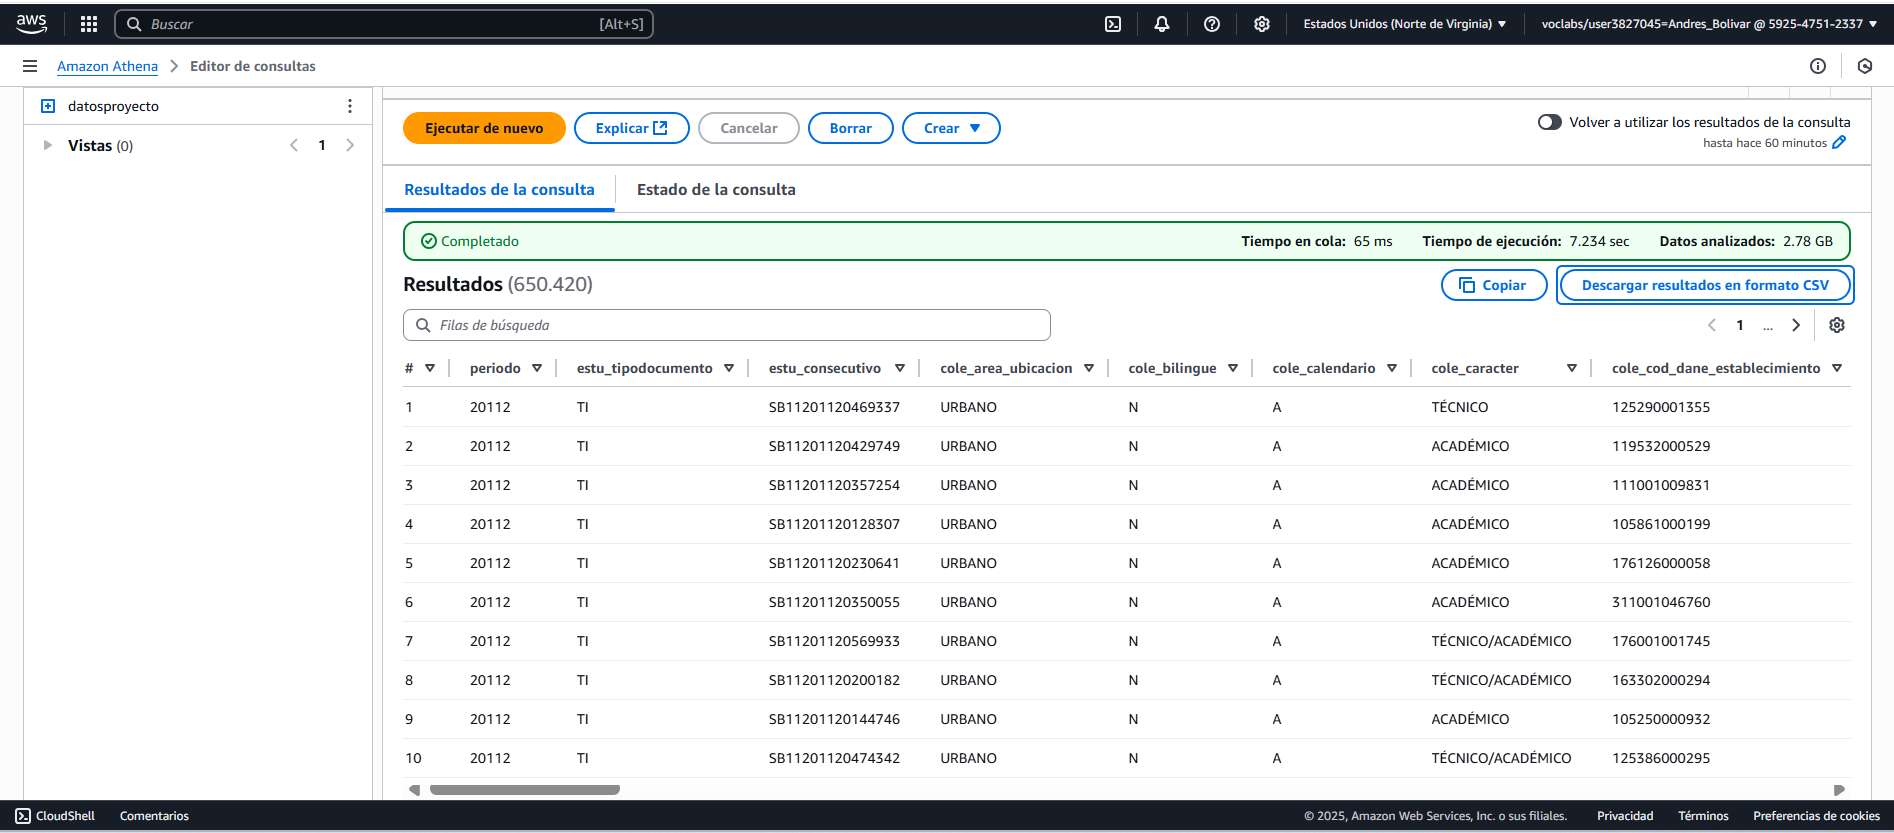 aws
Buscar [Alt+S] Estados Unidos (Norte de Virginia) voclabs/user3827045=Andres_Bolivar @ 5925-4751-2337
Amazon Athena > Editor de consultas
datosproyecto
Vistas (0) 1
Ejecutar de nuevo Explicar Cancelar Borrar Crear
Volver a utilizar los resultados de la consulta
hasta hace 60 minutos
Resultados de la consulta Estado de la consulta
Completado Tiempo en cola: 65 ms Tiempo de ejecución: 7.234 sec Datos analizados: 2.78 GB
Resultados (650.420) Copiar Descargar resultados en formato CSV
Filas de búsqueda 1 ...
# periodo estu_tipodocumento estu_consecutivo cole_area_ubicacion cole_bilingue cole_calendario cole_caracter cole_cod_dane_establecimiento
1 20112 TI SB11201120469337 URBANO N A TÉCNICO 125290001355
2 20112 TI SB11201120429749 URBANO N A ACADÉMICO 119532000529
3 20112 TI SB11201120357254 URBANO N A ACADÉMICO 111001009831
4 20112 TI SB11201120128307 URBANO N A ACADÉMICO 105861000199
5 20112 TI SB11201120230641 URBANO N A ACADÉMICO 176126000058
6 20112 TI SB11201120350055 URBANO N A ACADÉMICO 311001046760
7 20112 TI SB11201120569933 URBANO N A TÉCNICO/ACADÉMICO 176001001745
8 20112 TI SB11201120200182 URBANO N A TÉCNICO/ACADÉMICO 163302000294
9 20112 TI SB11201120144746 URBANO N A ACADÉMICO 105250000932
10 20112 TI SB11201120474342 URBANO N A TÉCNICO/ACADÉMICO 125386000295
CloudShell Comentarios © 2025, Amazon Web Services, Inc. o sus filiales. Privacidad Términos Preferencias de cookies